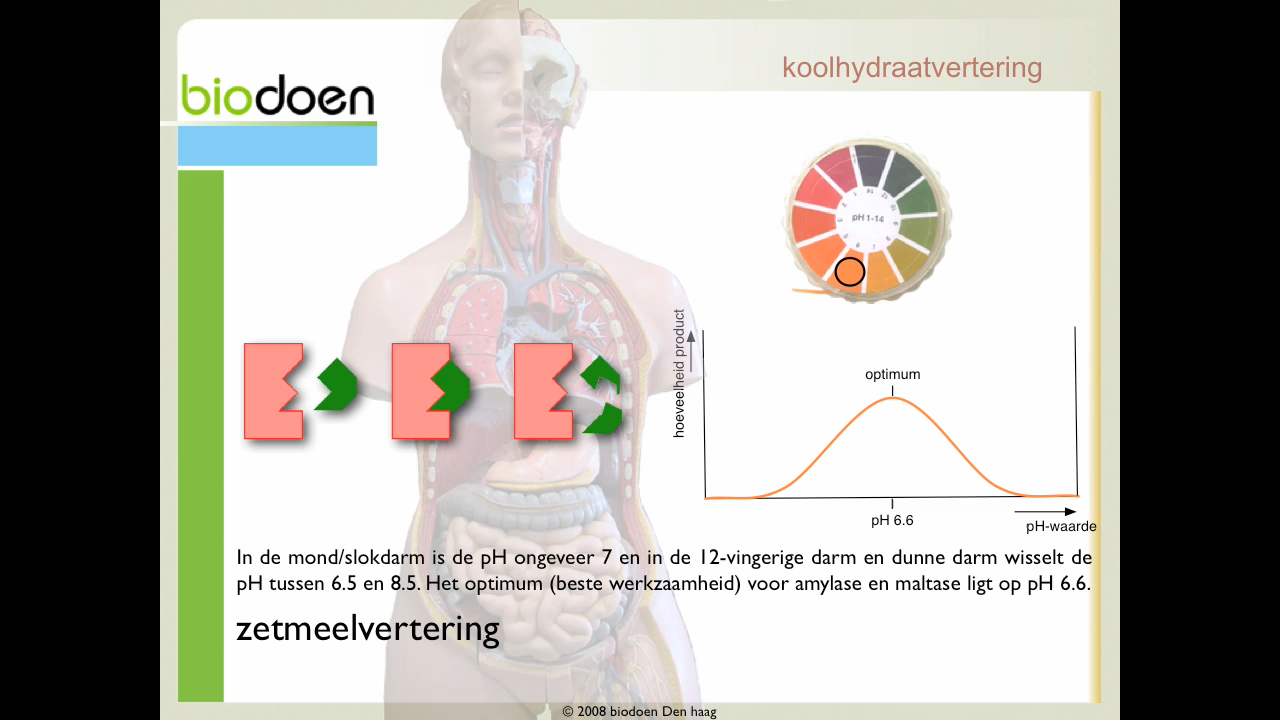 koolhydraatvertering
biodoen
pH 1-14
hoeveelheid product
optimum
pH 6.6
pH-waarde
In de mond/slokdarm is de pH ongeveer 7 en in de 12-vingerige darm en dunne darm wisselt de
pH tussen 6.5 en 8.5. Het optimum (beste werkzaamheid) voor amylase en maltase ligt op pH 6.6.
zetmeelvertering
© 2008 biodoen Den haag